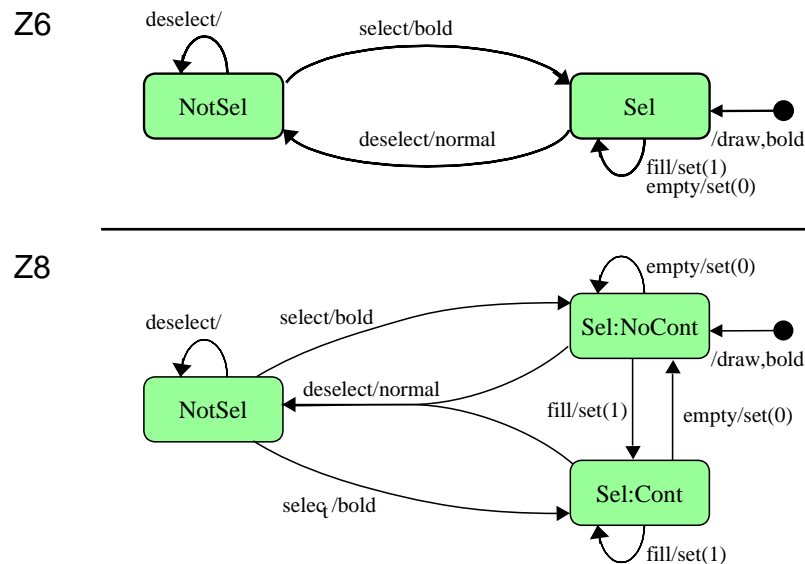 Z6
deselect/
select/bold
NotSel
Sel
deselect/normal
/draw,bold
fill/set(1)
empty/set(0)
Z8
empty/set(0)
deselect/
select/bold
Sel:NoCont
/draw,bold
deselect/normal
NotSel
fill/set(1)
empty/set(0)
Sel:Cont
select/bold
fill/set(1)